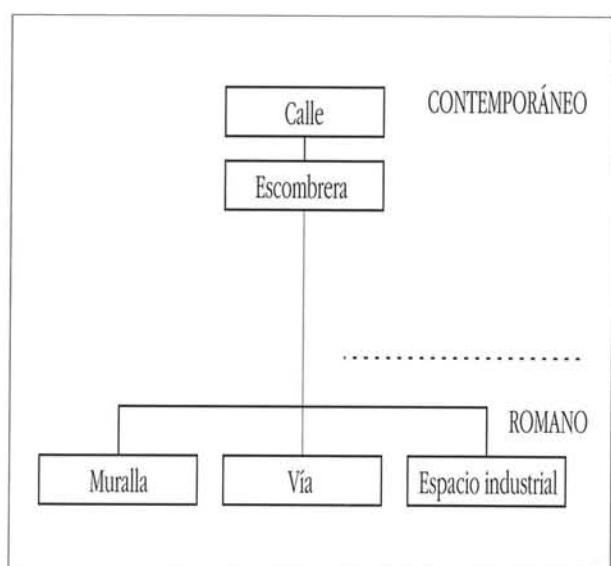 CONTEMPORÁNEO
Calle
Escombrera
ROMANO
Muralla
Vía
Espacio industrial